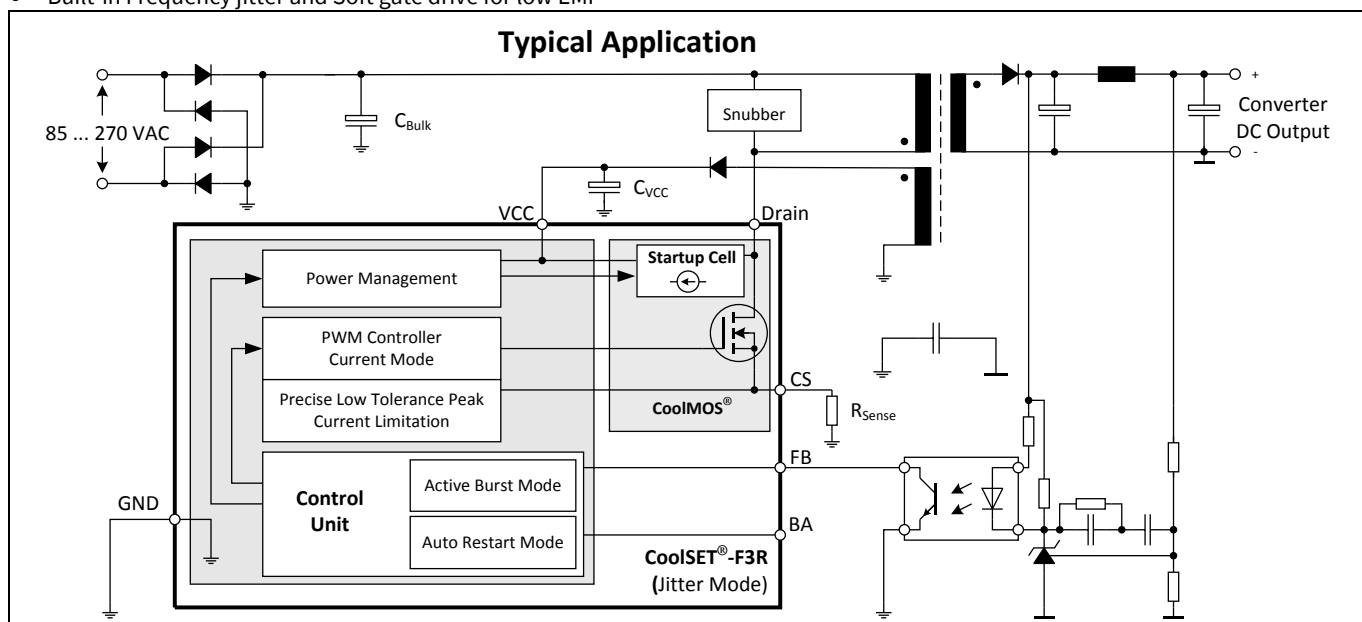 • Built-in Frequency jitter and Soft gate drive for low EMI
Typical Application
85 ... 270 VAC
CBulk
Snubber
+
Converter
DC Output
-
CVCC
VCC
Drain
Power Management
Startup Cell
PWM Controller
Current Mode
Precise Low Tolerance Peak
Current Limitation
CoolMOS®
CS
RSense
FB
GND
Control
Unit
Active Burst Mode
Auto Restart Mode
BA
CoolSET®-F3R
(Jitter Mode)